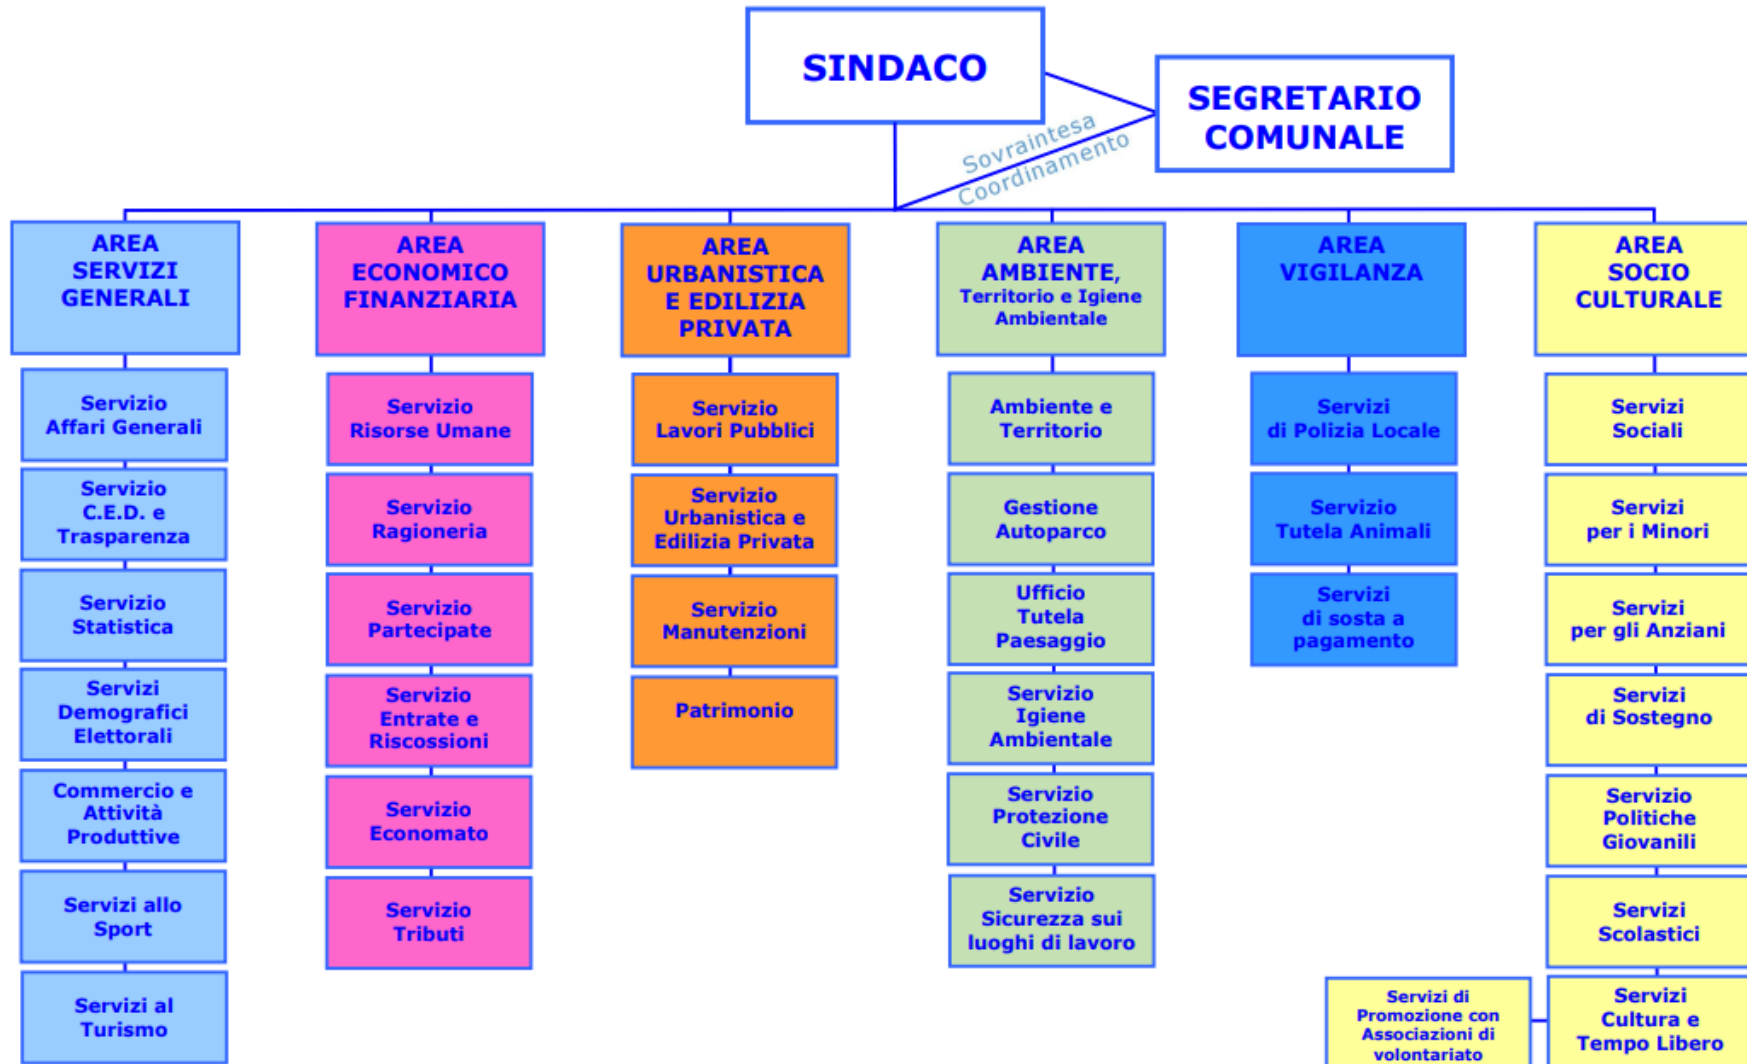 SINDACO
SEGRETARIO
COMUNALE
Sovraintesa
Coordinamento
AREA
SERVIZI
GENERALI
Servizio
Affari Generali
Servizio
C.E.D. e
Trasparenza
Servizio
Statistica
Servizi
Demografici
Elettorali
Commercio e
Attività
Produttive
Servizi allo
Sport
Servizi al
Turismo
AREA
ECONOMICO
FINANZIARIA
Servizio
Risorse Umane
Servizio
Ragioneria
Servizio
Partecipate
Servizio
Entrate e
Riscossioni
Servizio
Economato
Servizio
Tributi
AREA
URBANISTICA
E EDILIZIA
PRIVATA
Servizio
Lavori Pubblici
Servizio
Urbanistica e
Edilizia Privata
Servizio
Manutenzioni
Patrimonio
AREA
AMBIENTE,
Territorio e Igiene
Ambientale
Ambiente e
Territorio
Gestione
Autoparco
Ufficio
Tutela
Paesaggio
Servizio
Igiene
Ambientale
Servizio
Protezione
Civile
Servizio
Sicurezza sui
luoghi di lavoro
AREA
VIGILANZA
Servizi
di Polizia Locale
Servizio
Tutela Animali
Servizi
di sosta a
pagamento
AREA
SOCIO
CULTURALE
Servizi
Sociali
Servizi
per i Minori
Servizi
per gli Anziani
Servizi
di Sostegno
Servizio
Politiche
Giovanili
Servizi
Scolastici
Servizi
Cultura e
Tempo Libero
Servizi di
Promozione con
Associazioni di
volontariato